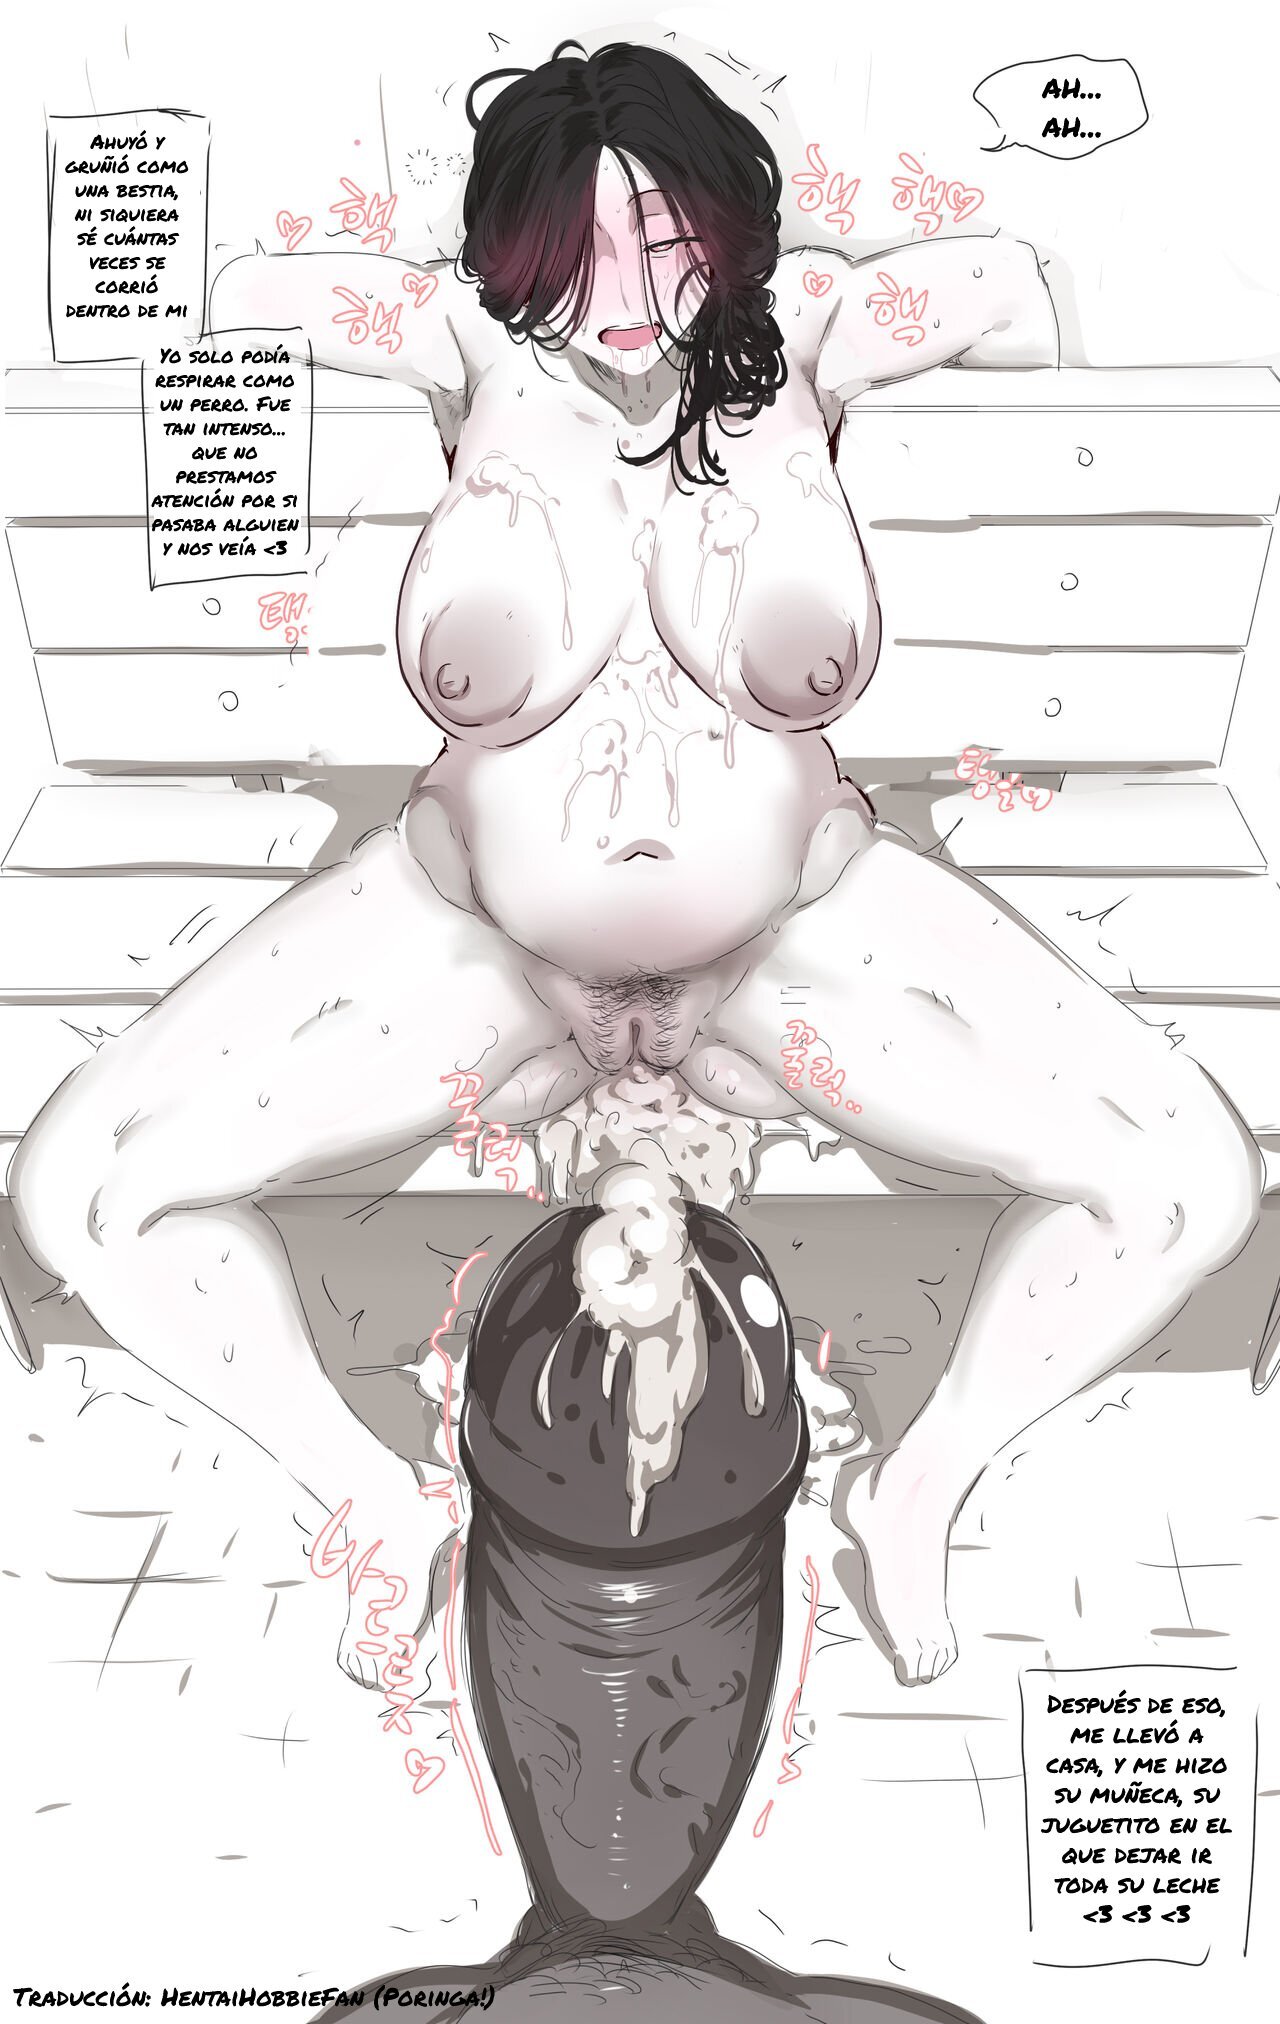 Ahuyó y
gruñió como
una bestia,
ni siquiera
sé cuántas
veces se
corrió
dentro de mi
Yo solo podía
respirar como
un perro. Fue
tan intenso...
que no
prestamos
atención por si
pasaba alguien
y nos veía <3
AH...
AH...
헥
헥
헥
헥♡
헥
꿀럭..
꿀럭..
Después de eso,
me llevó a
casa, y me hizo
su muñeca, su
juguetito en el
que dejar ir
toda su leche
<3 <3 <3
Traducción: HentaiHobbieFan (Poringa!)